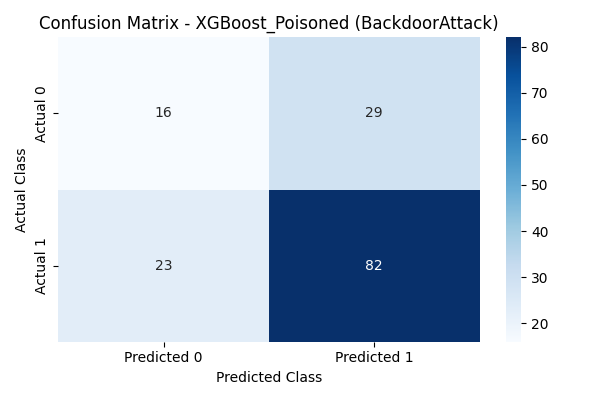 Confusion Matrix - XGBoost_Poisoned (BackdoorAttack)
Actual Class
Actual 0
16
29
Actual 1
23
82
Predicted 0
Predicted 1
Predicted Class
80
70
60
50
40
30
20